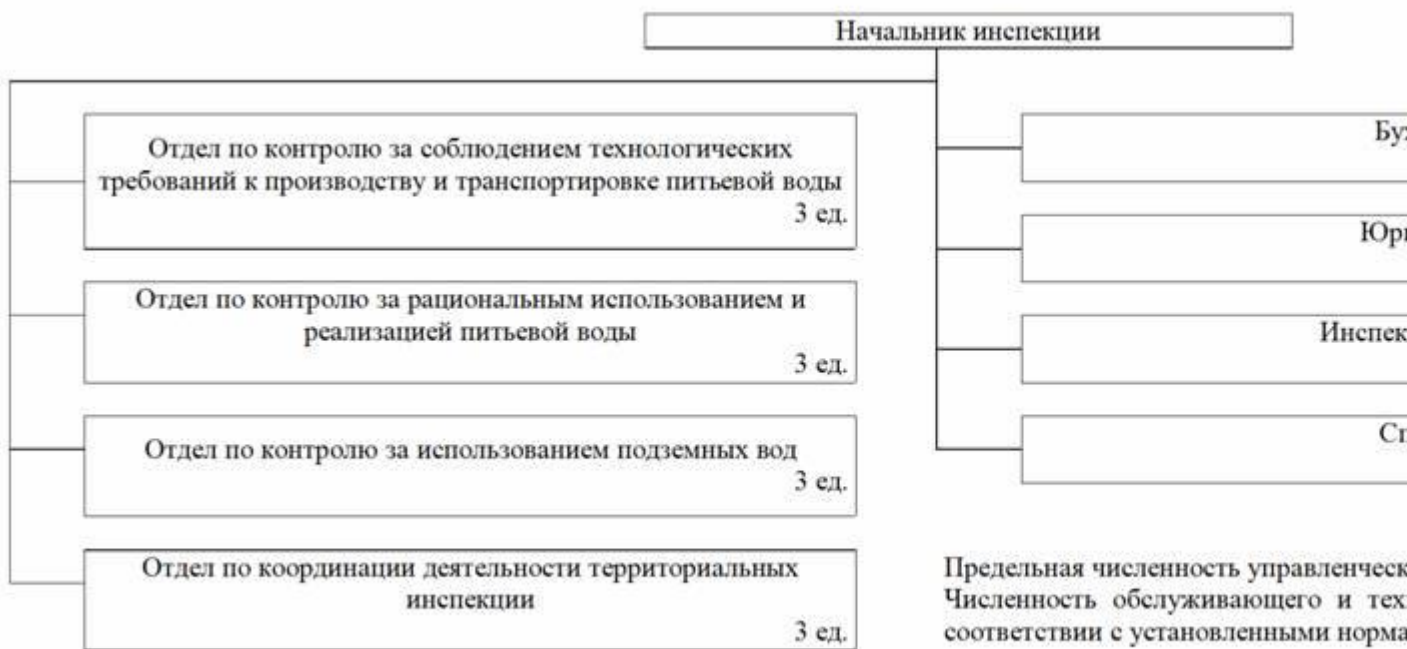 Начальник инспекции
Отдел по контролю за соблюдением технологических
требований к производству и транспортировке питьевой воды
3 ед.
Отдел по контролю за рациональным использованием и
реализацией питьевой воды
3 ед.
Отдел по контролю за использованием подземных вод
3 ед.
Отдел по координации деятельности территориальных
инспекции
3 ед.
Предельная численность
Численность обслуживающего и
соответствии с установленными